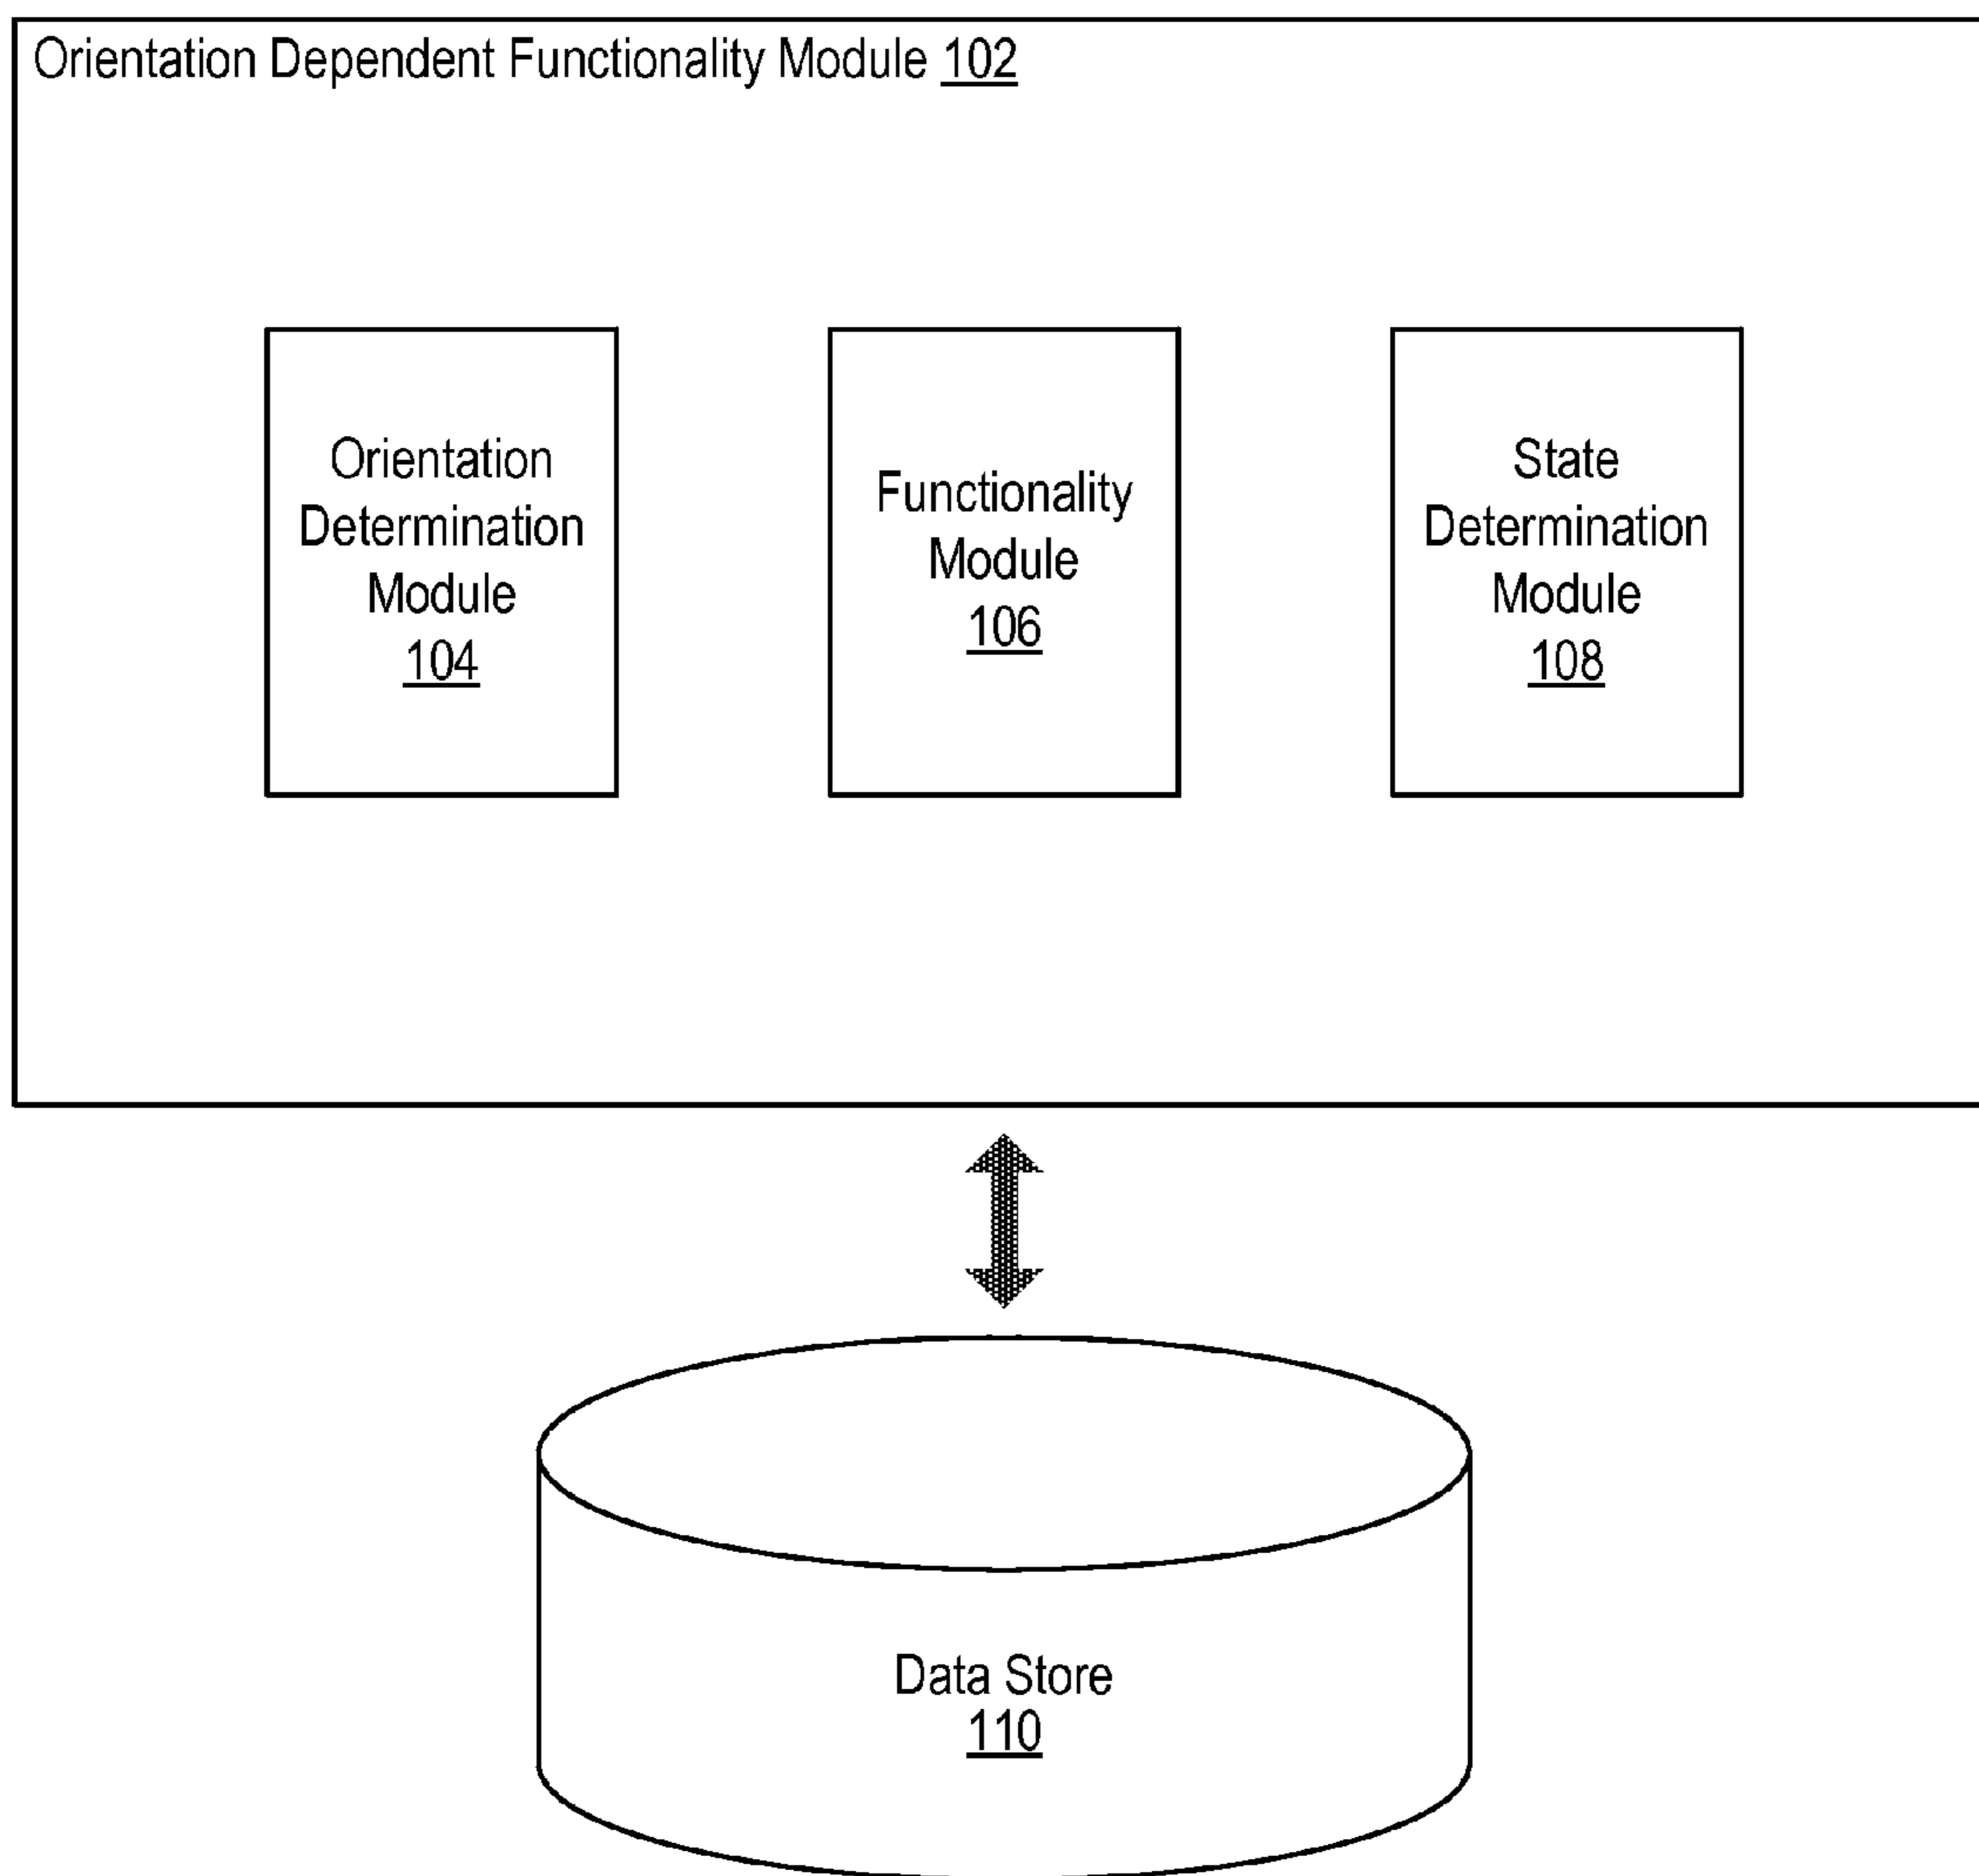 Orientation Dependent Functionality Module 102
Orientation
Determination
Module
104
Functionality
Module
106
State
Determination
Module
108
Data Store
110